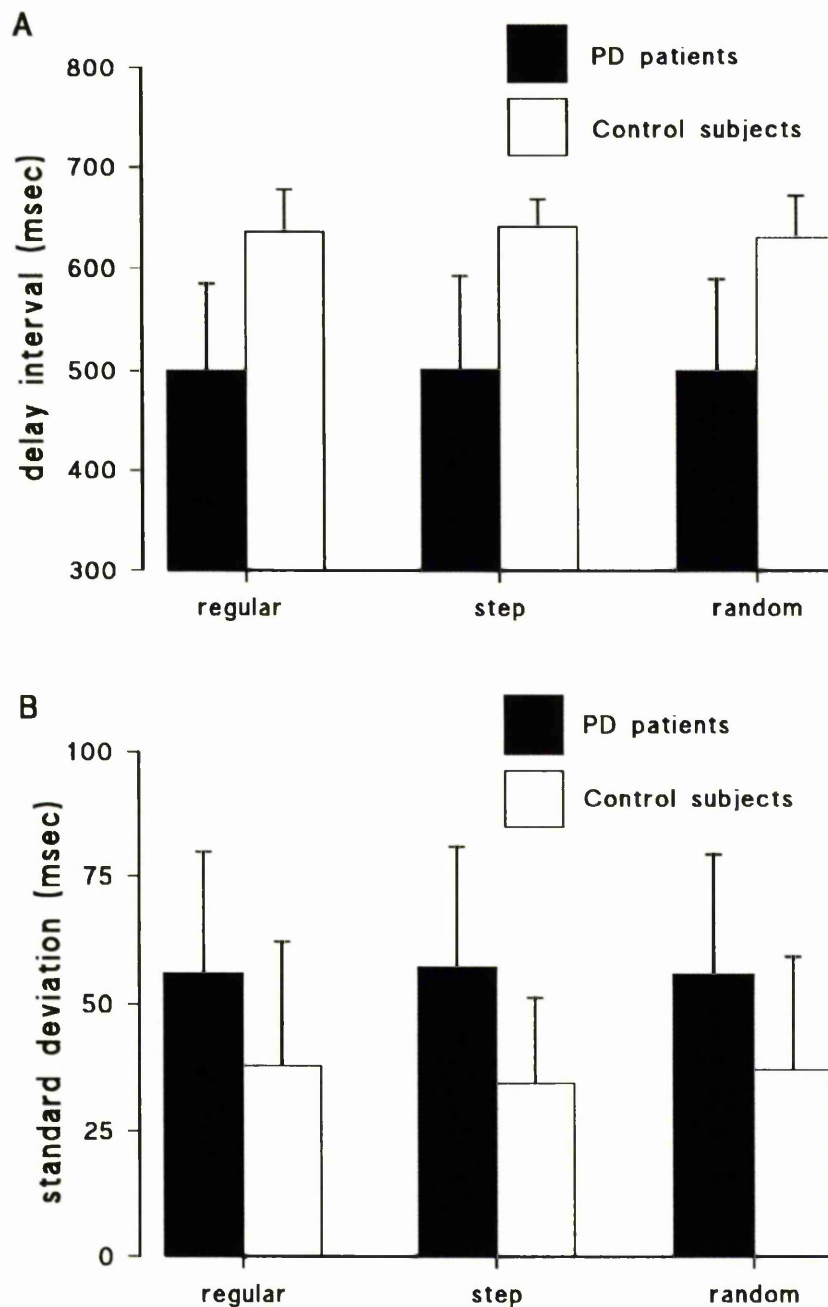 A
PD patients
Control subjects
delay interval (msec)
800
700
600
500
400
300
regular step random
B
PD patients
Control subjects
standard deviation (msec)
100
75
50
25
0
regular step random